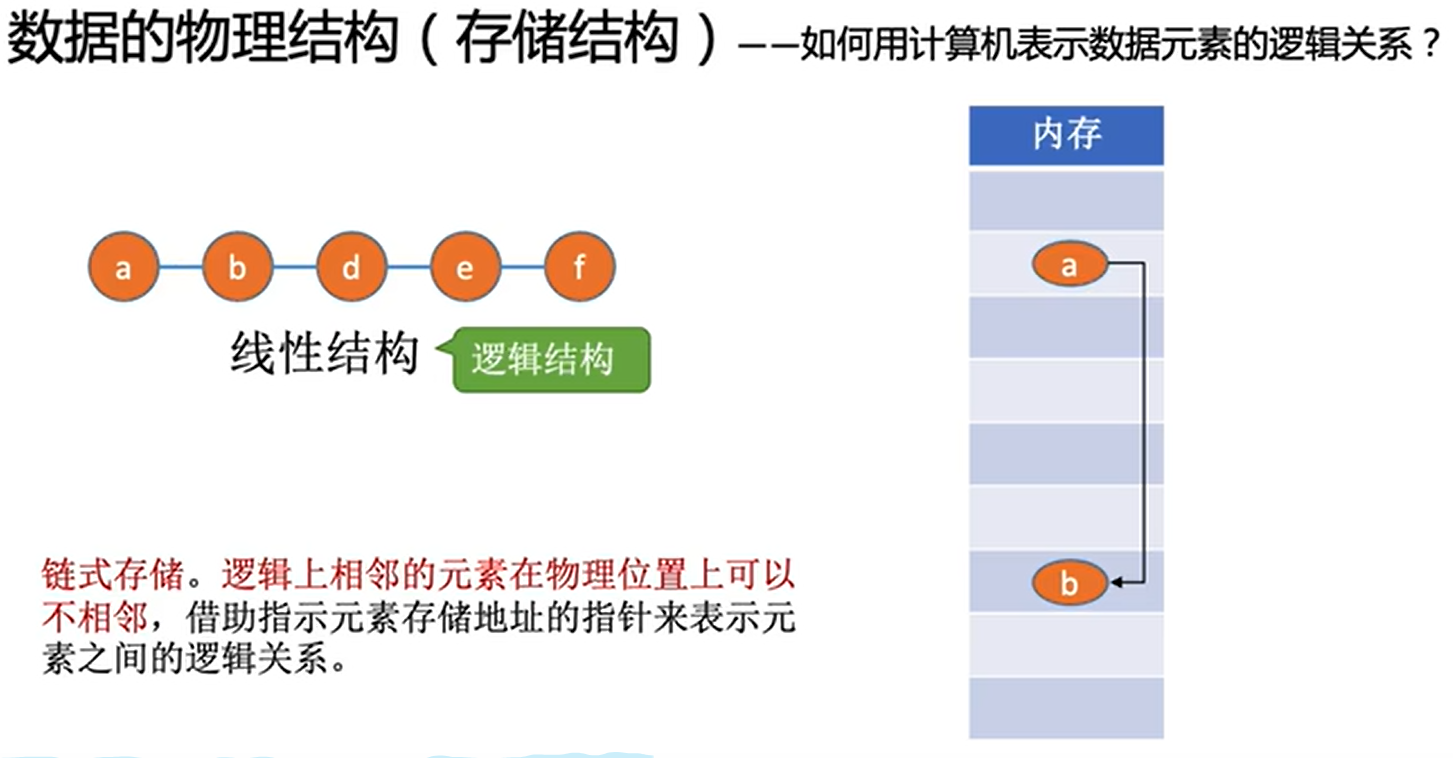 数据的物理结构（存储结构）——如何用计算机表示数据元素的逻辑关系？
内存
a
a b d e f
线性结构 逻辑结构
链式存储。逻辑上相邻的元素在物理位置上可以
不相邻，借助指示元素存储地址的指针来表示元
素之间的逻辑关系。
b